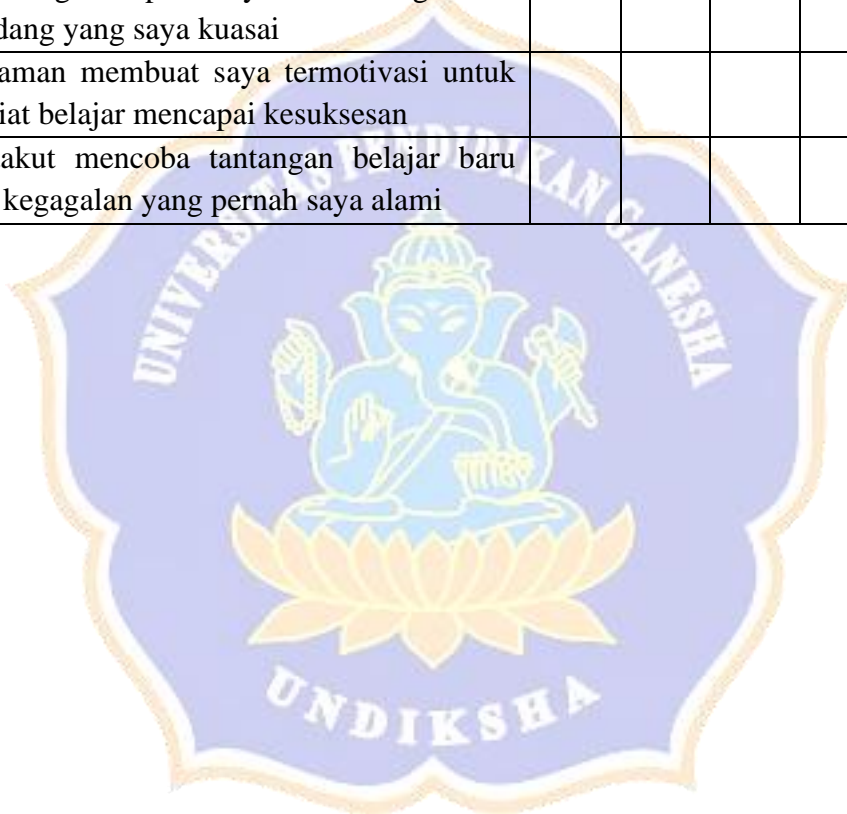 dang yang saya kuasai
aman membuat saya termotivasi untuk
iat belajar mencapai kesuksesan
akut mencoba tantangan belajar baru
kegagalan yang pernah saya alami
UNIVERSITAS PENDIDIKAN GANESHA
UNDIKSHA